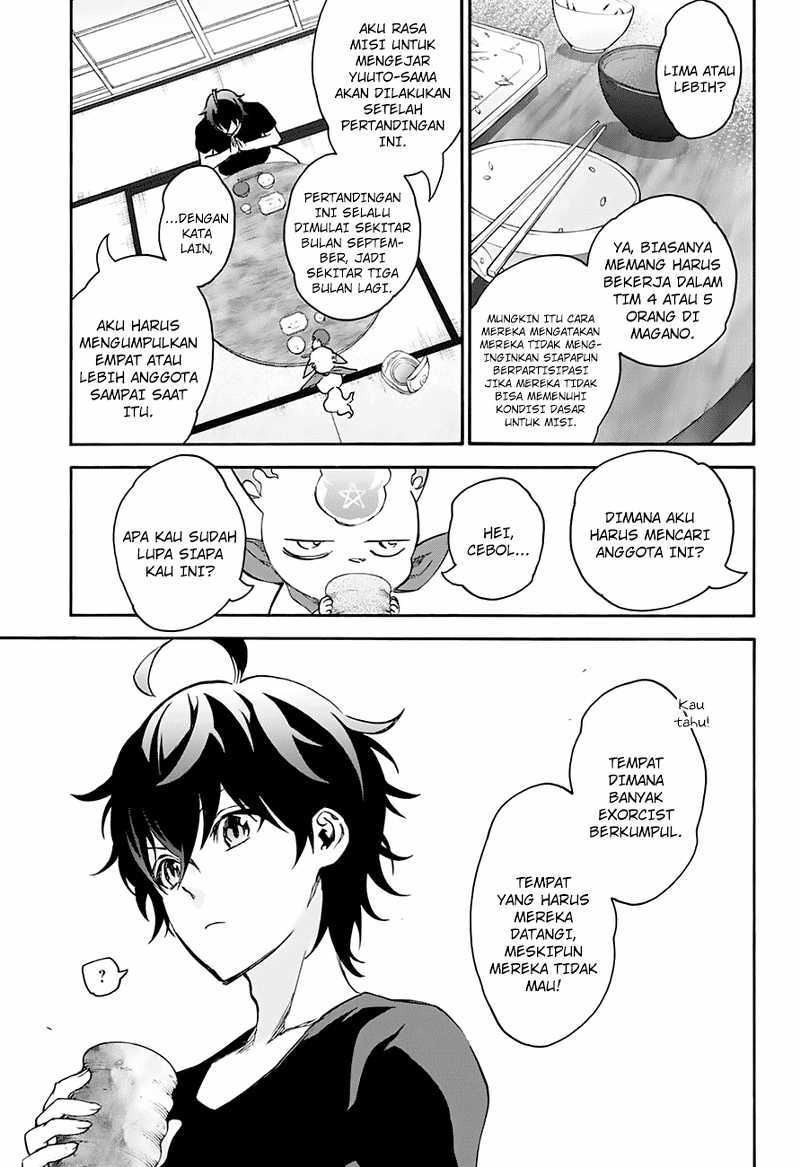 LIMA ATAU
LEBIH?
YA, BIASANYA
MEMANG HARUS
BEKERJA DALAM
TIM 4 ATAU 5
ORANG DI
MAGANO.
MUNGKIN ITU CARA
MEREKA MENGATAKAN
MEREKA TIDAK MENG-
INGINKAN SIAPAPUN
BERPARTISIPASI
JIKA MEREKA TIDAK
BISA MEMENUHI
KONDISI DASAR
UNTUK MISI.
AKU RASA
MISI UNTUK
MENGEJAR
YUUTO-SAMA
AKAN DILAKUKAN
SETELAH
PERTANDINGAN
INI.
PERTANDINGAN
INI SELALU
DIMULAI SEKITAR
BULAN SEPTEM-
BER, JADI
SEKITAR TIGA
BULAN LAGI.
...DENGAN
KATA
LAIN,
AKU HARUS
MENGUMPULKAN
EMPAT ATAU
LEBIH ANGGOTA
SAMPAI SAAT
ITU.
DIMANA AKU
HARUS MENCARI
ANGGOTA INI?
HEI,
CEBOL...
APA KAU SUDAH
LUPA SIAPA
KAU INI?
Kau
tahu!
TEMPAT
DIMANA
BANYAK
EXORCIST
BERKUMPUL.
TEMPAT
YANG HARUS
MEREKA
DATANGI,
MESKIPUN
MEREKA TIDAK
MAU!
?